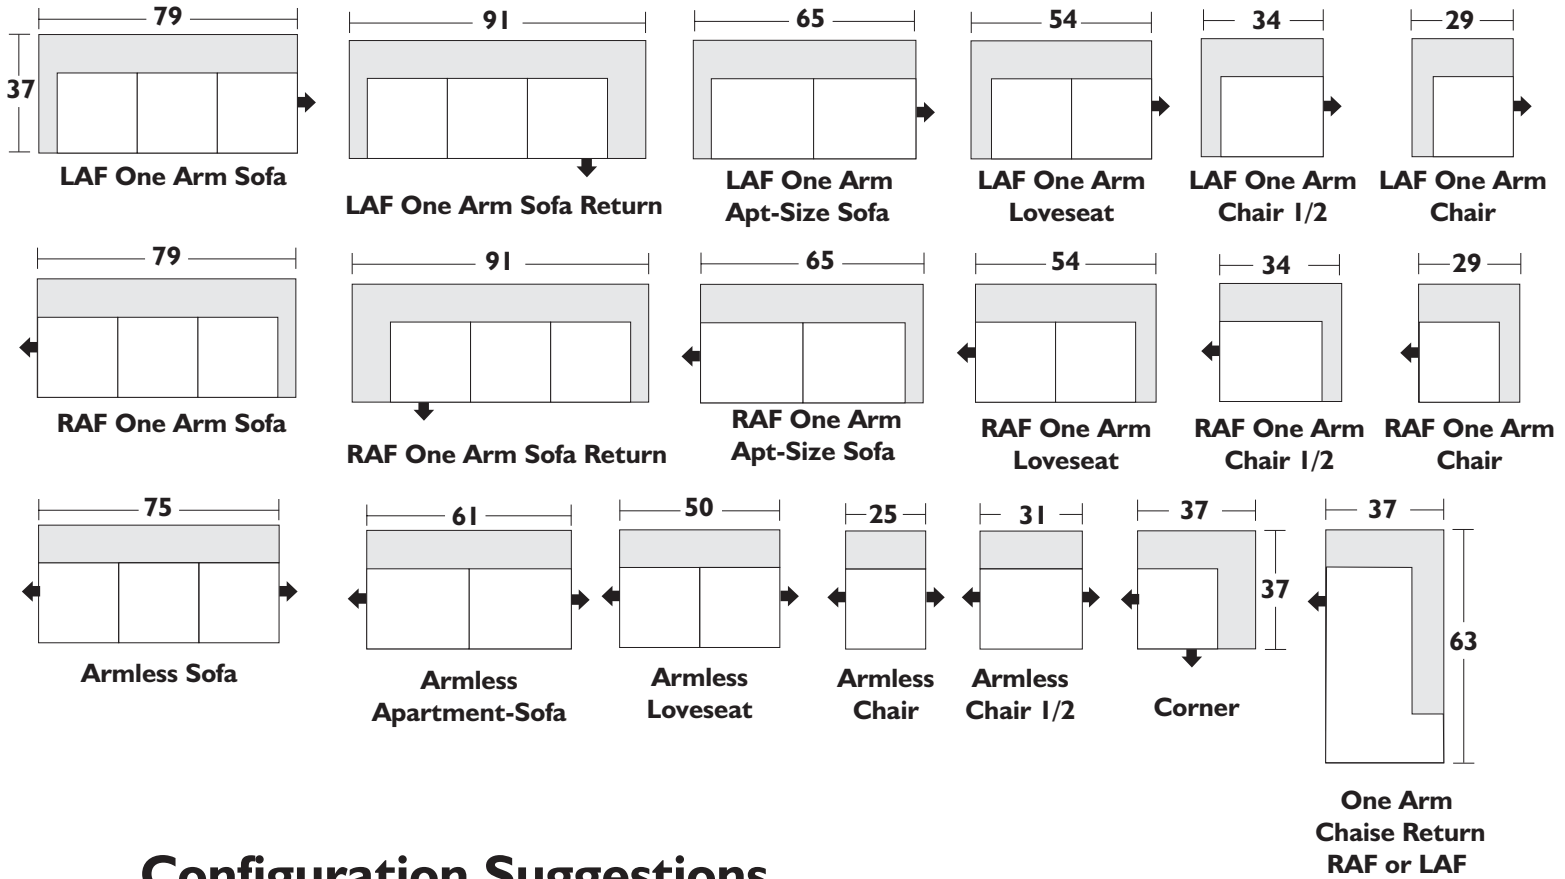 79
91
65
54
34
29
37
LAF One Arm Sofa
LAF One Arm Sofa Return
LAF One Arm
Apt-Size Sofa
LAF One Arm
Loveseat
LAF One Arm
Chair 1/2
LAF One Arm
Chair
79
91
65
54
34
29
RAF One Arm Sofa
RAF One Arm Sofa Return
RAF One Arm
Apt-Size Sofa
RAF One Arm
Loveseat
RAF One Arm
Chair 1/2
RAF One Arm
Chair
75
61
50
25
31
37
37
37
63
Armless Sofa
Armless
Apartment-Sofa
Armless
Loveseat
Armless
Chair
Armless
Chair 1/2
Corner
One Arm
Chaise Return
RAF or LAF
Configuration Suggestions